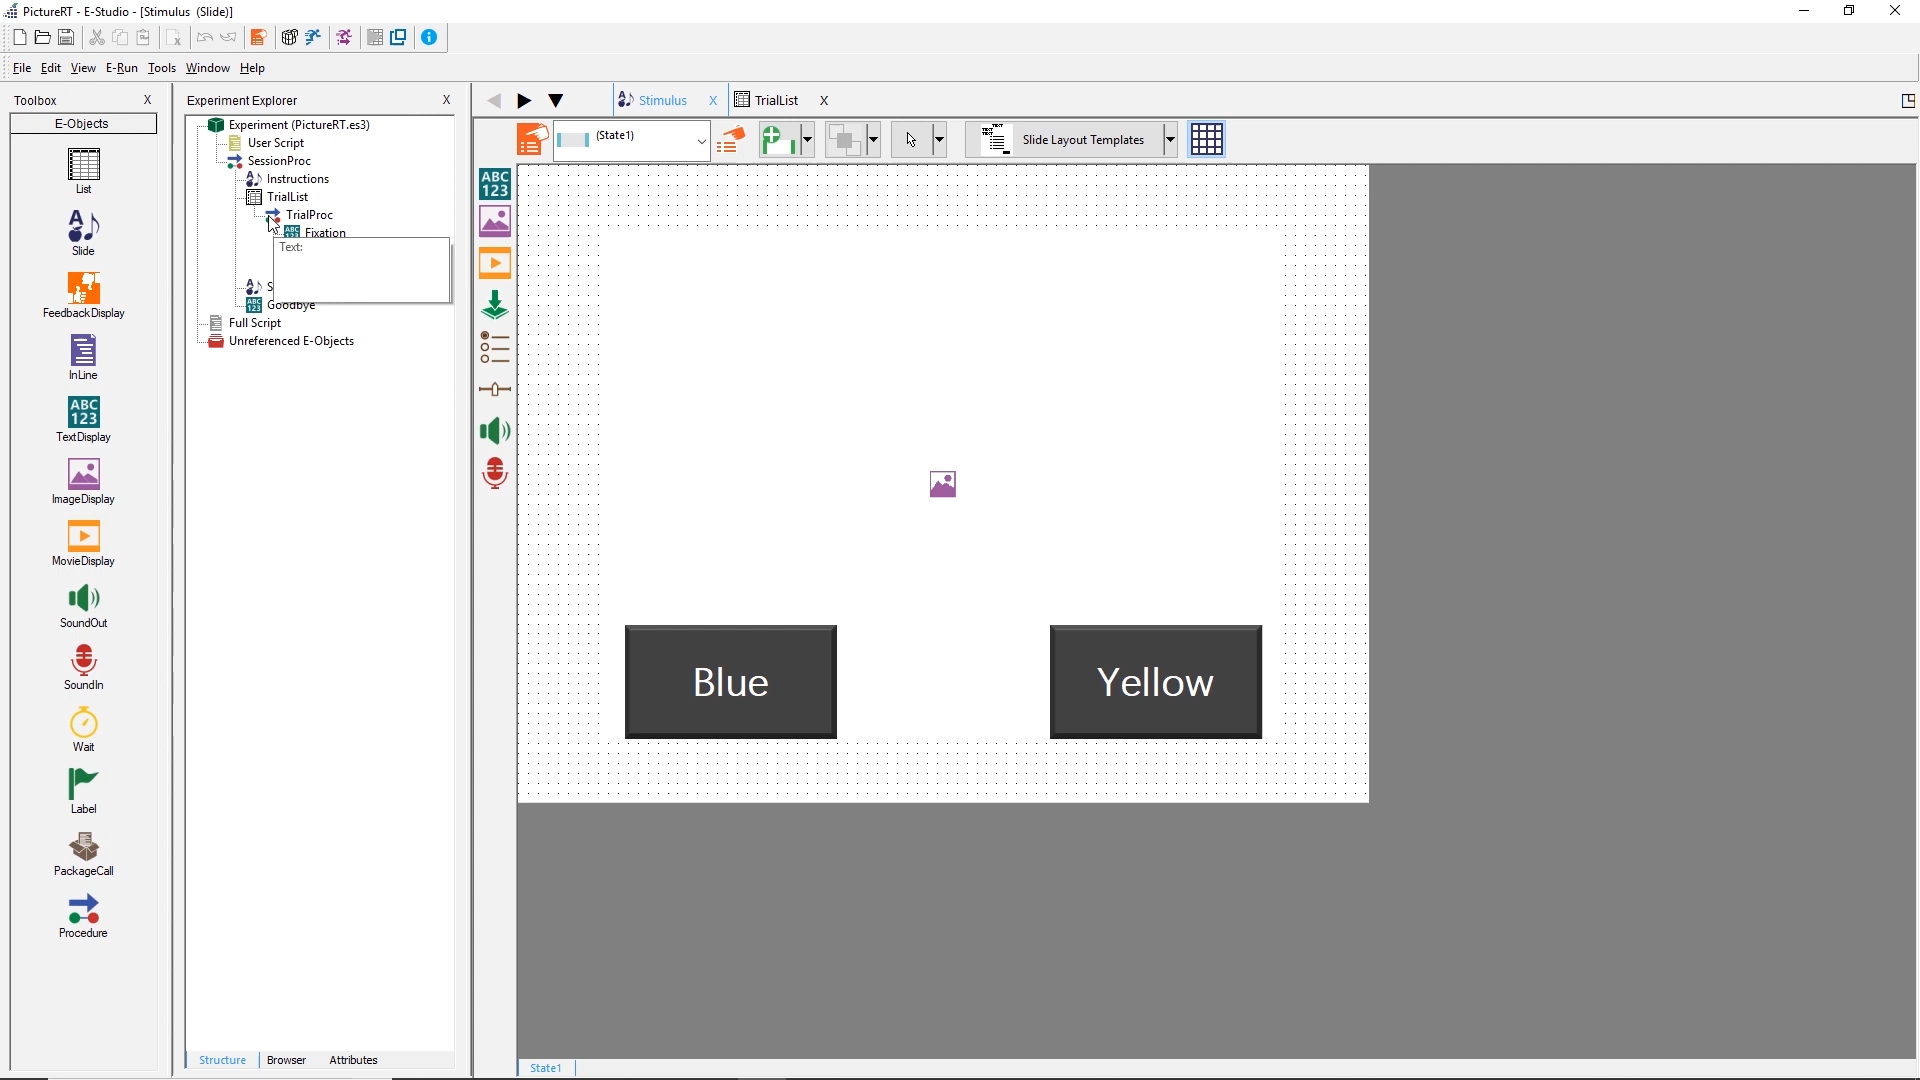 PictureRT - E-Studio - [Stimulus (Slide)]
File Edit View E-Run Tools Window Help
Toolbox X
E-Objects
List
Slide
FeedbackDisplay
InLine
ABC
123
TextDisplay
ImageDisplay
MovieDisplay
SoundOut
SoundIn
Wait
Label
PackageCall
Procedure
Experiment Explorer X
Experiment (PictureRT.es3)
User Script
SessionProc
Instructions
TrialList
TrialProc
Fixation
Text:
S
Goodbye
Full Script
Unreferenced E-Objects
Structure Browser Attributes
Stimulus X TrialList X
(State1) Slide Layout Templates
ABC
123
Blue Yellow
State1